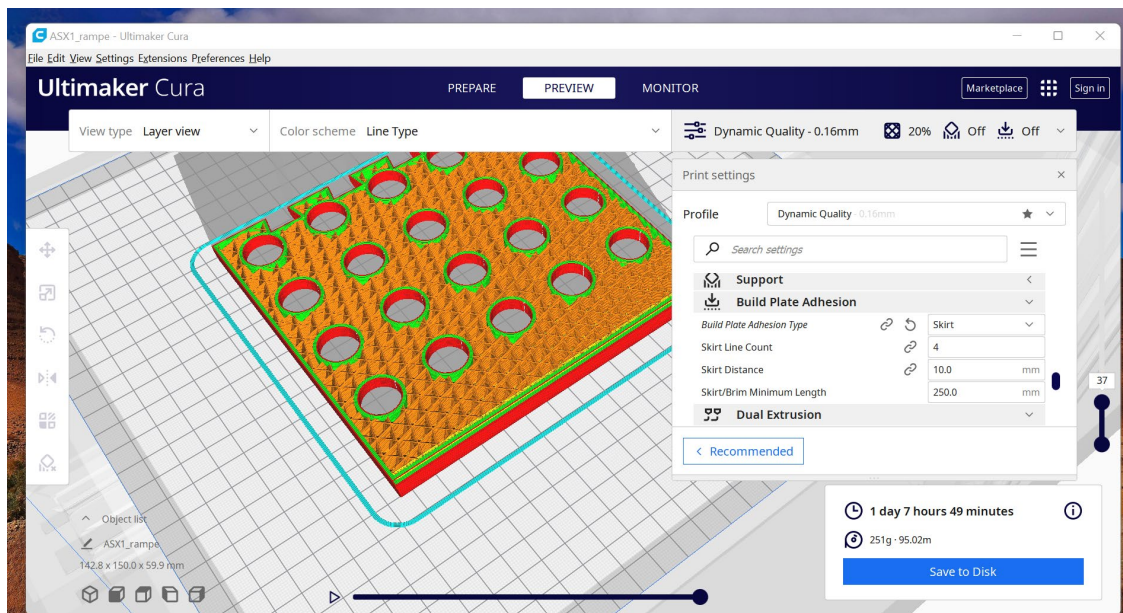 ASX1_rampe - Ultimaker Cura
File Edit View Settings Extensions Preferences Help
Ultimaker Cura
PREPARE
PREVIEW
MONITOR
Marketplace
Sign in
View type Layer view
Color scheme Line Type
Dynamic Quality - 0.16mm
20%
Off
Off
Print settings
Profile
Dynamic Quality - 0.16mm
Search settings
Support
Build Plate Adhesion
Build Plate Adhesion Type
Skirt
Skirt Line Count
4
Skirt Distance
10.0 mm
Skirt/Brim Minimum Length
250.0 mm
Dual Extrusion
37
< Recommended
Object list
ASX1_rampe
142.8 x 150.0 x 59.9 mm
1 day 7 hours 49 minutes
251g · 95.02m
Save to Disk